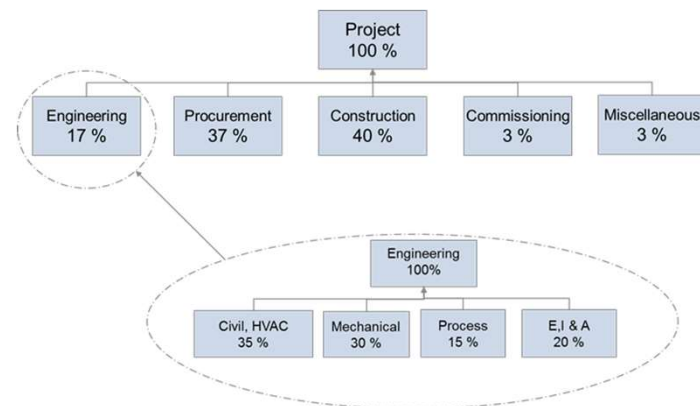 Project
100 %
Engineering
17 %
Procurement
37 %
Construction
40 %
Commissioning
3 %
Miscellaneous
3 %
Engineering
100%
Civil, HVAC
35 %
Mechanical
30 %
Process
15 %
E,I & A
20 %